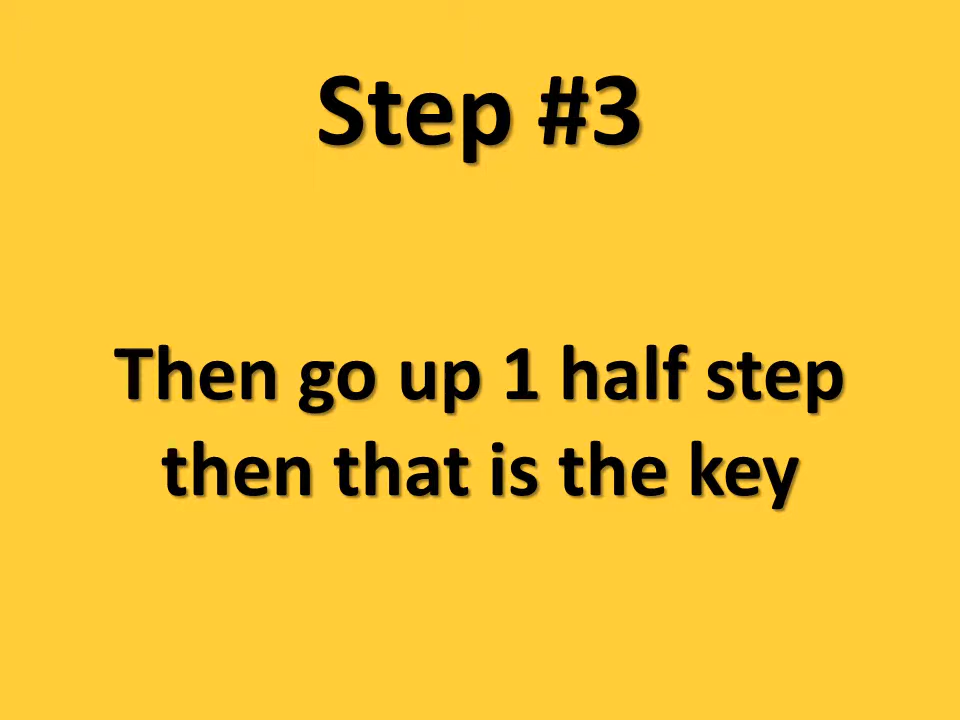 Step #3
Then go up 1 half step
then that is the key